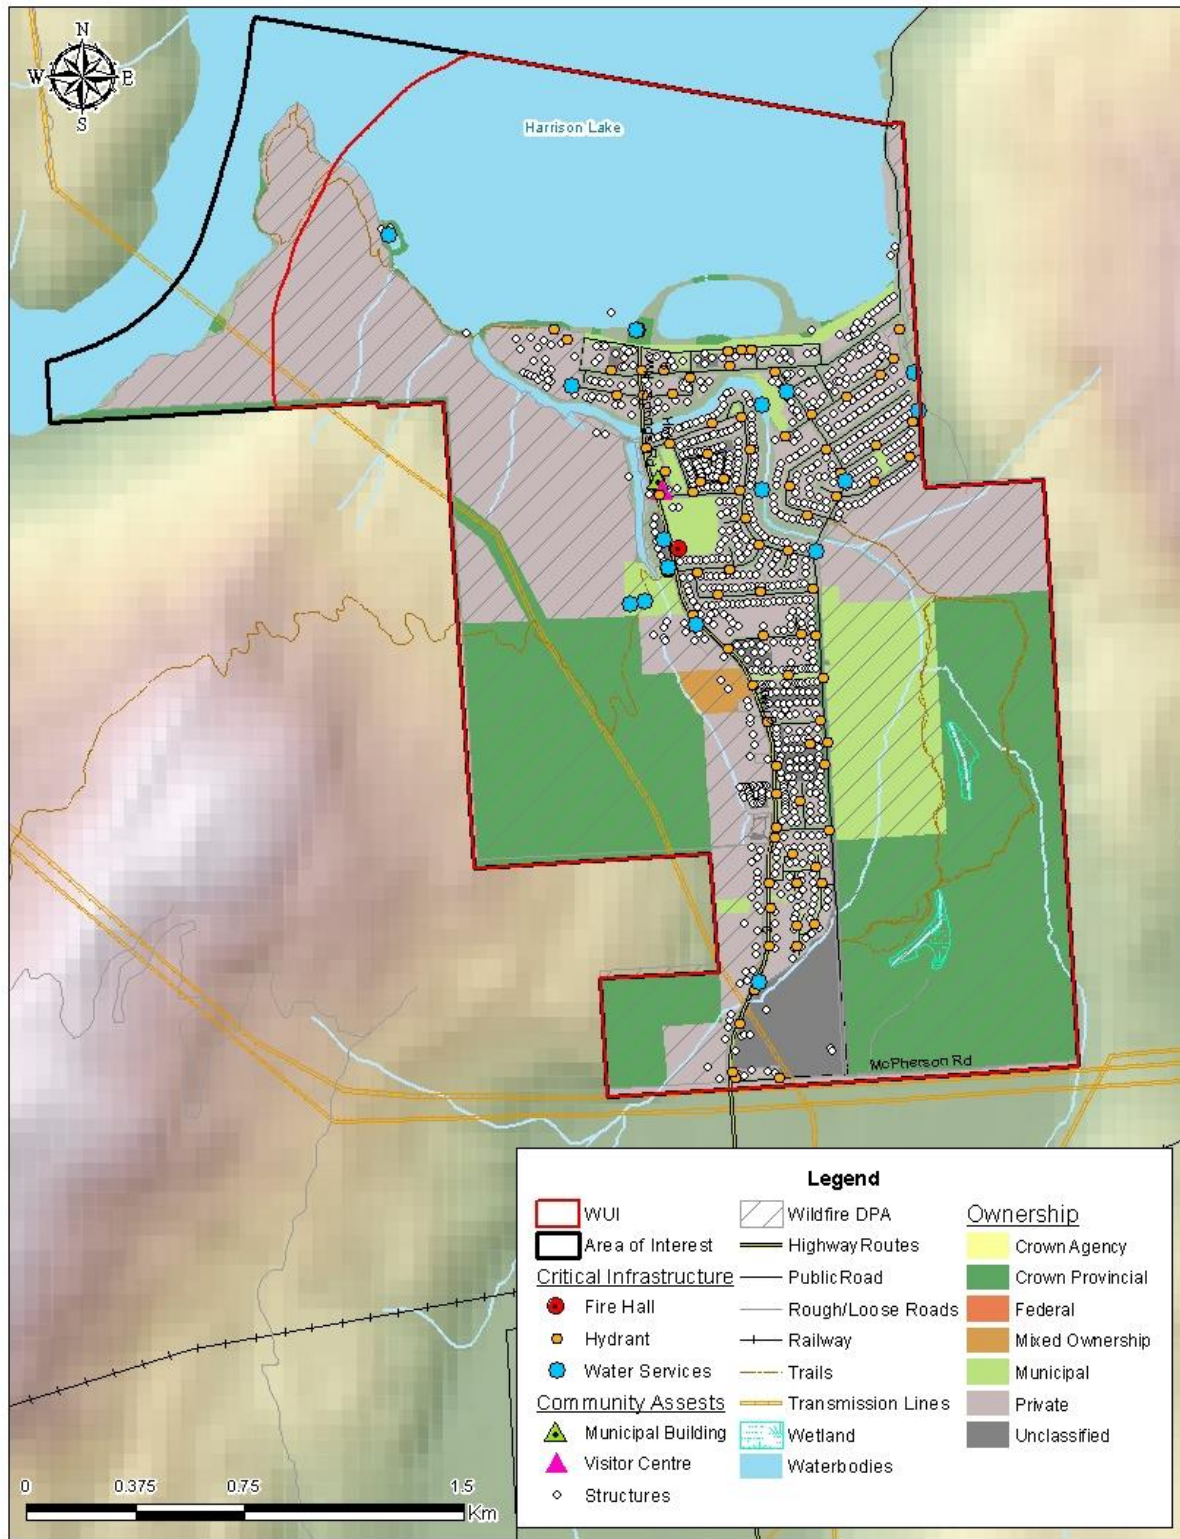 N
W E
S
Harrison Lake
McPherson Rd
Legend
WUI
Area of Interest
Critical Infrastructure
Fire Hall
Hydrant
Water Services
Community Assests
Municipal Building
Visitor Centre
Structures
Wildfire DPA
Highway Routes
Public Road
Rough/Loose Roads
Railway
Trails
Transmission Lines
Wetland
Waterbodies
Ownership
Crown Agency
Crown Provincial
Federal
Mixed Ownership
Municipal
Private
Unclassified
0 0.375 0.75 1.5
Km